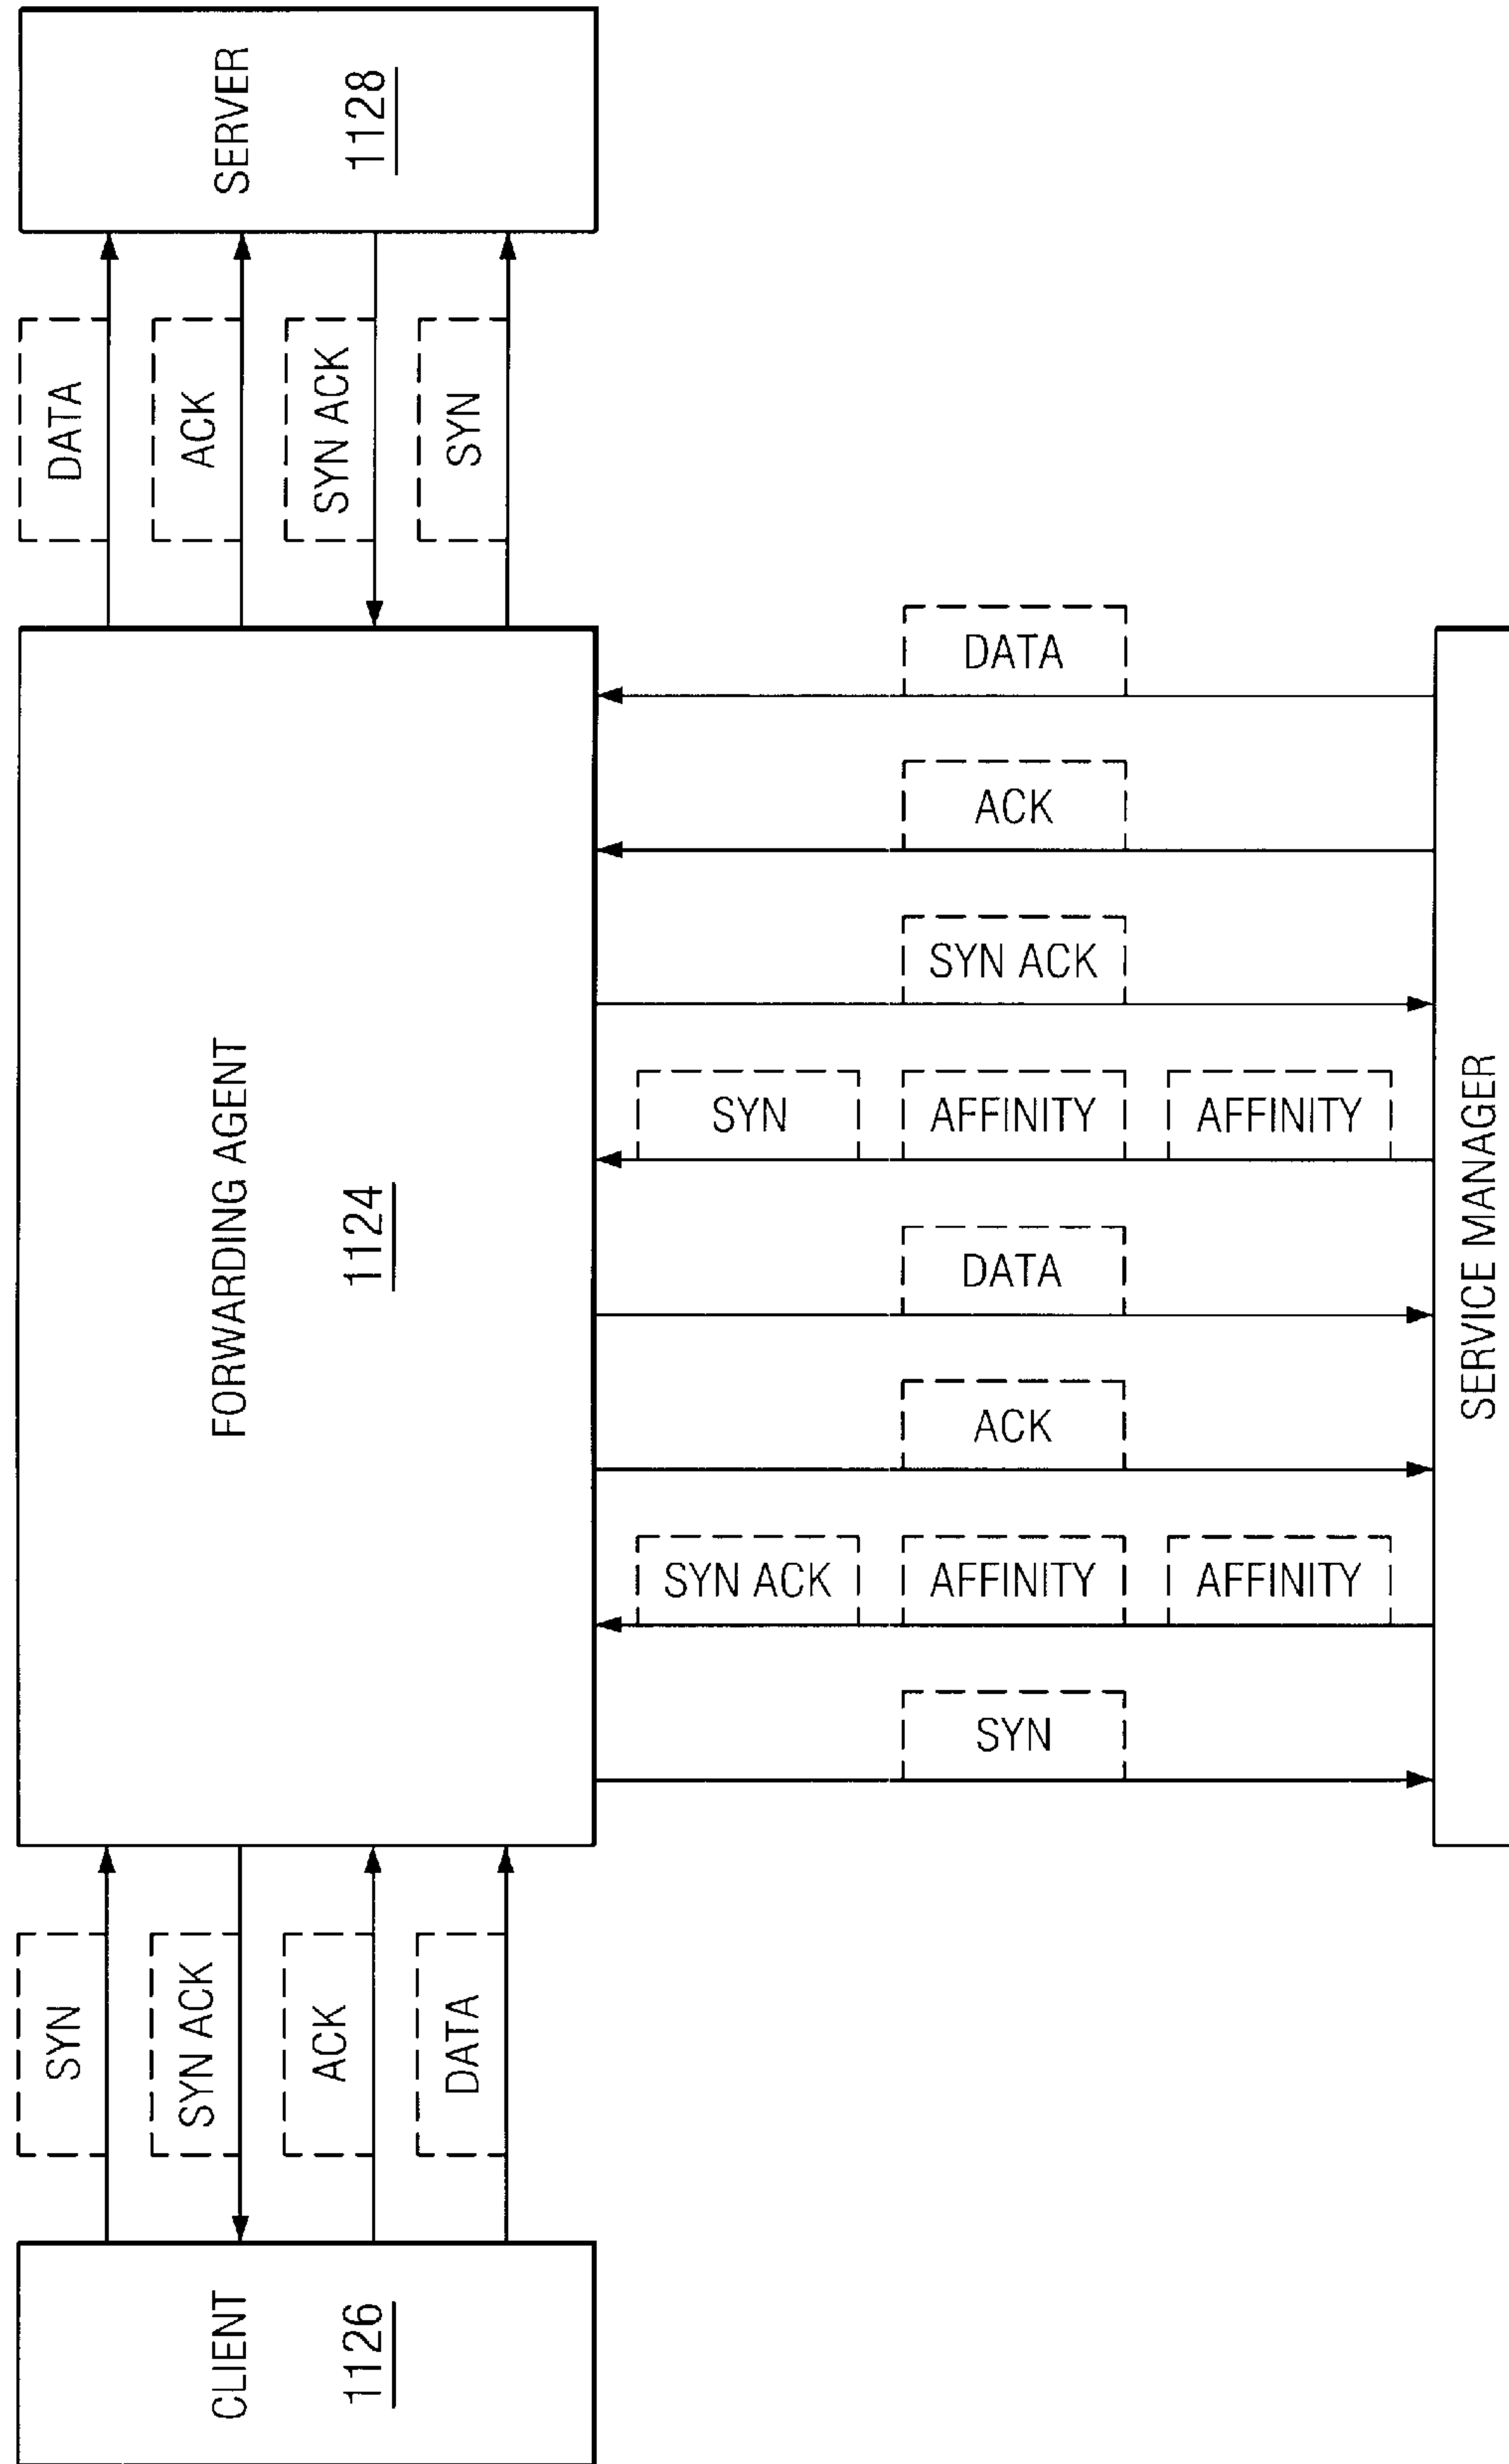 CLIENT
1126
SYN
SYN ACK
ACK
DATA
FORWARDING AGENT
1124
DATA
ACK
SYN ACK
SYN
SERVER
1128
DATA
ACK
SYN ACK
SYN
AFFINITY
AFFINITY
DATA
ACK
SYN ACK
AFFINITY
AFFINITY
SYN
SERVICE MANAGER